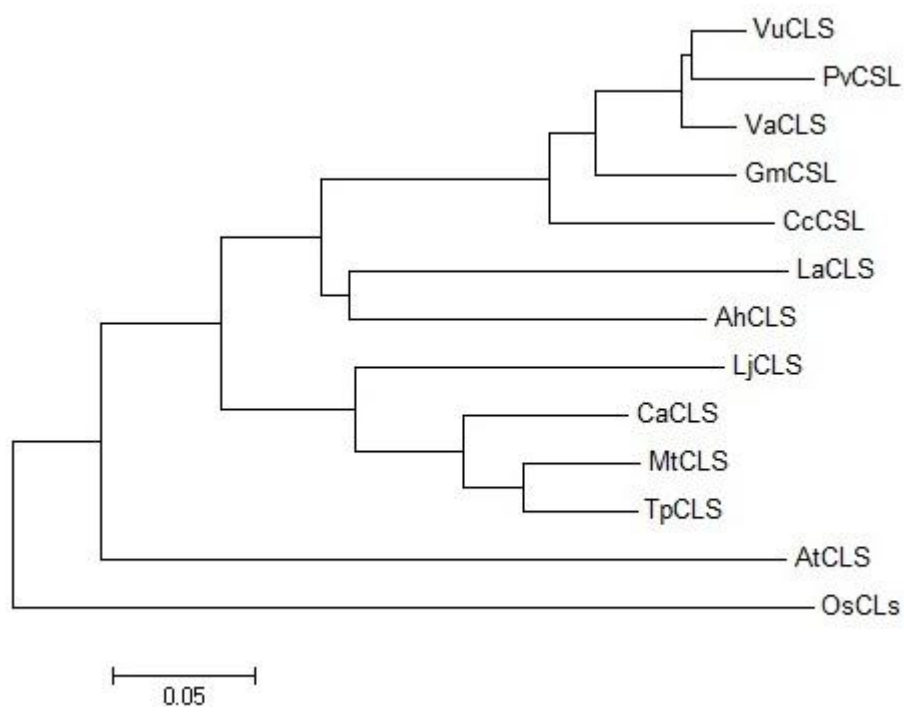 VuCLS
PvCSL
VaCLS
GmCSL
CcCSL
LaCLS
AhCLS
LjCLS
CaCLS
MtCLS
TpCLS
AtCLS
OsCLs
0.05